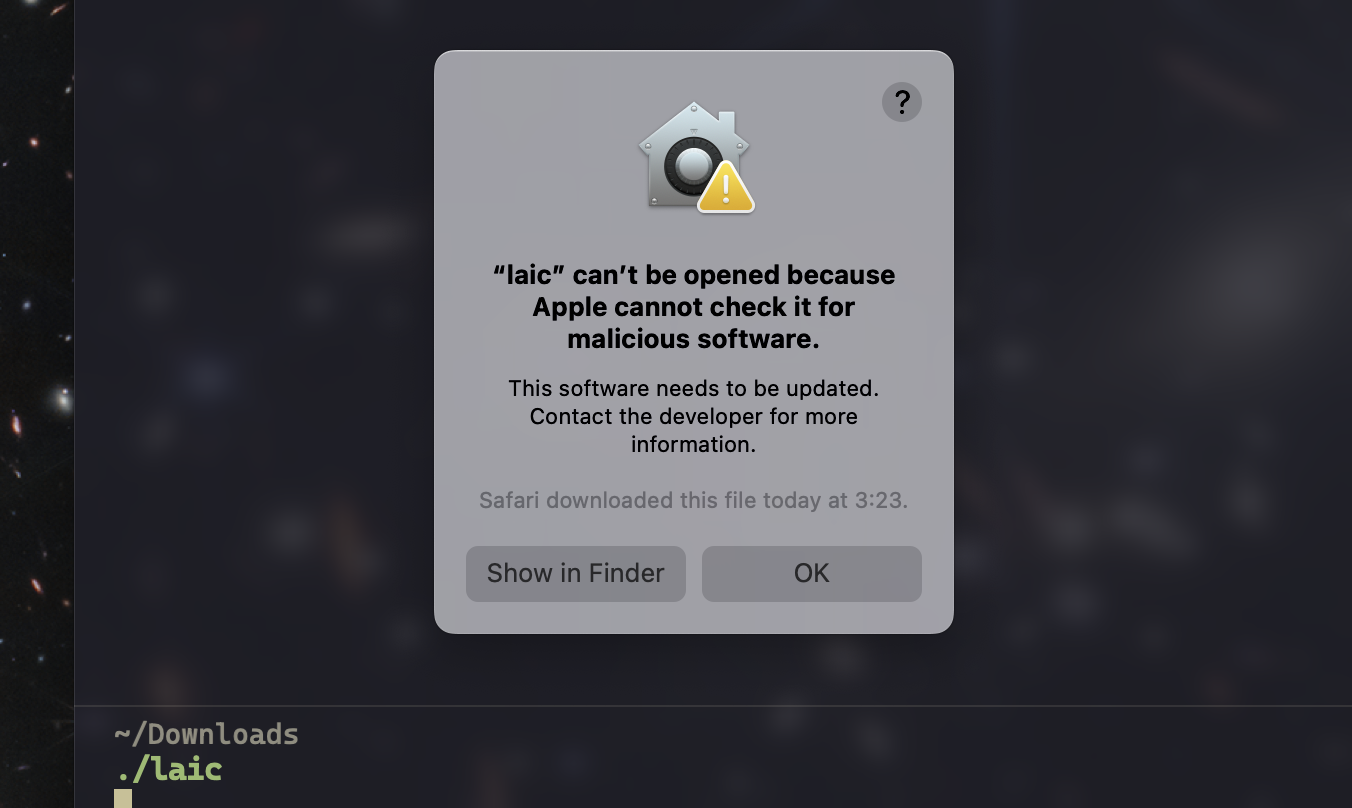 ?
“laic” can’t be opened because
Apple cannot check it for
malicious software.
This software needs to be updated.
Contact the developer for more
information.
Safari downloaded this file today at 3:23.
Show in Finder
OK
~/Downloads
./laic